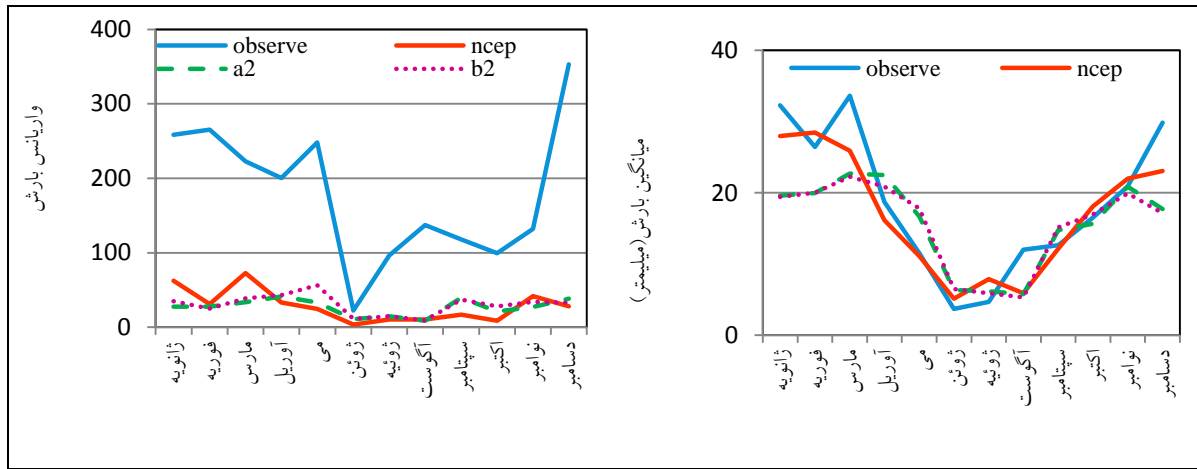 400
300
200
100
0
observe
ncep
a2
b2
واریانس بارش
ژانویه
فوریه
مارس
آوریل
می
ژوئن
ژوئیه
آگوست
سپتامبر
اکتبر
نوامبر
دسامبر
40
20
0
observe
ncep
میانگین بارش(میلیمتر)
ژانویه
فوریه
مارس
آوریل
می
ژوئن
ژوئیه
آگوست
سپتامبر
اکتبر
نوامبر
دسامبر